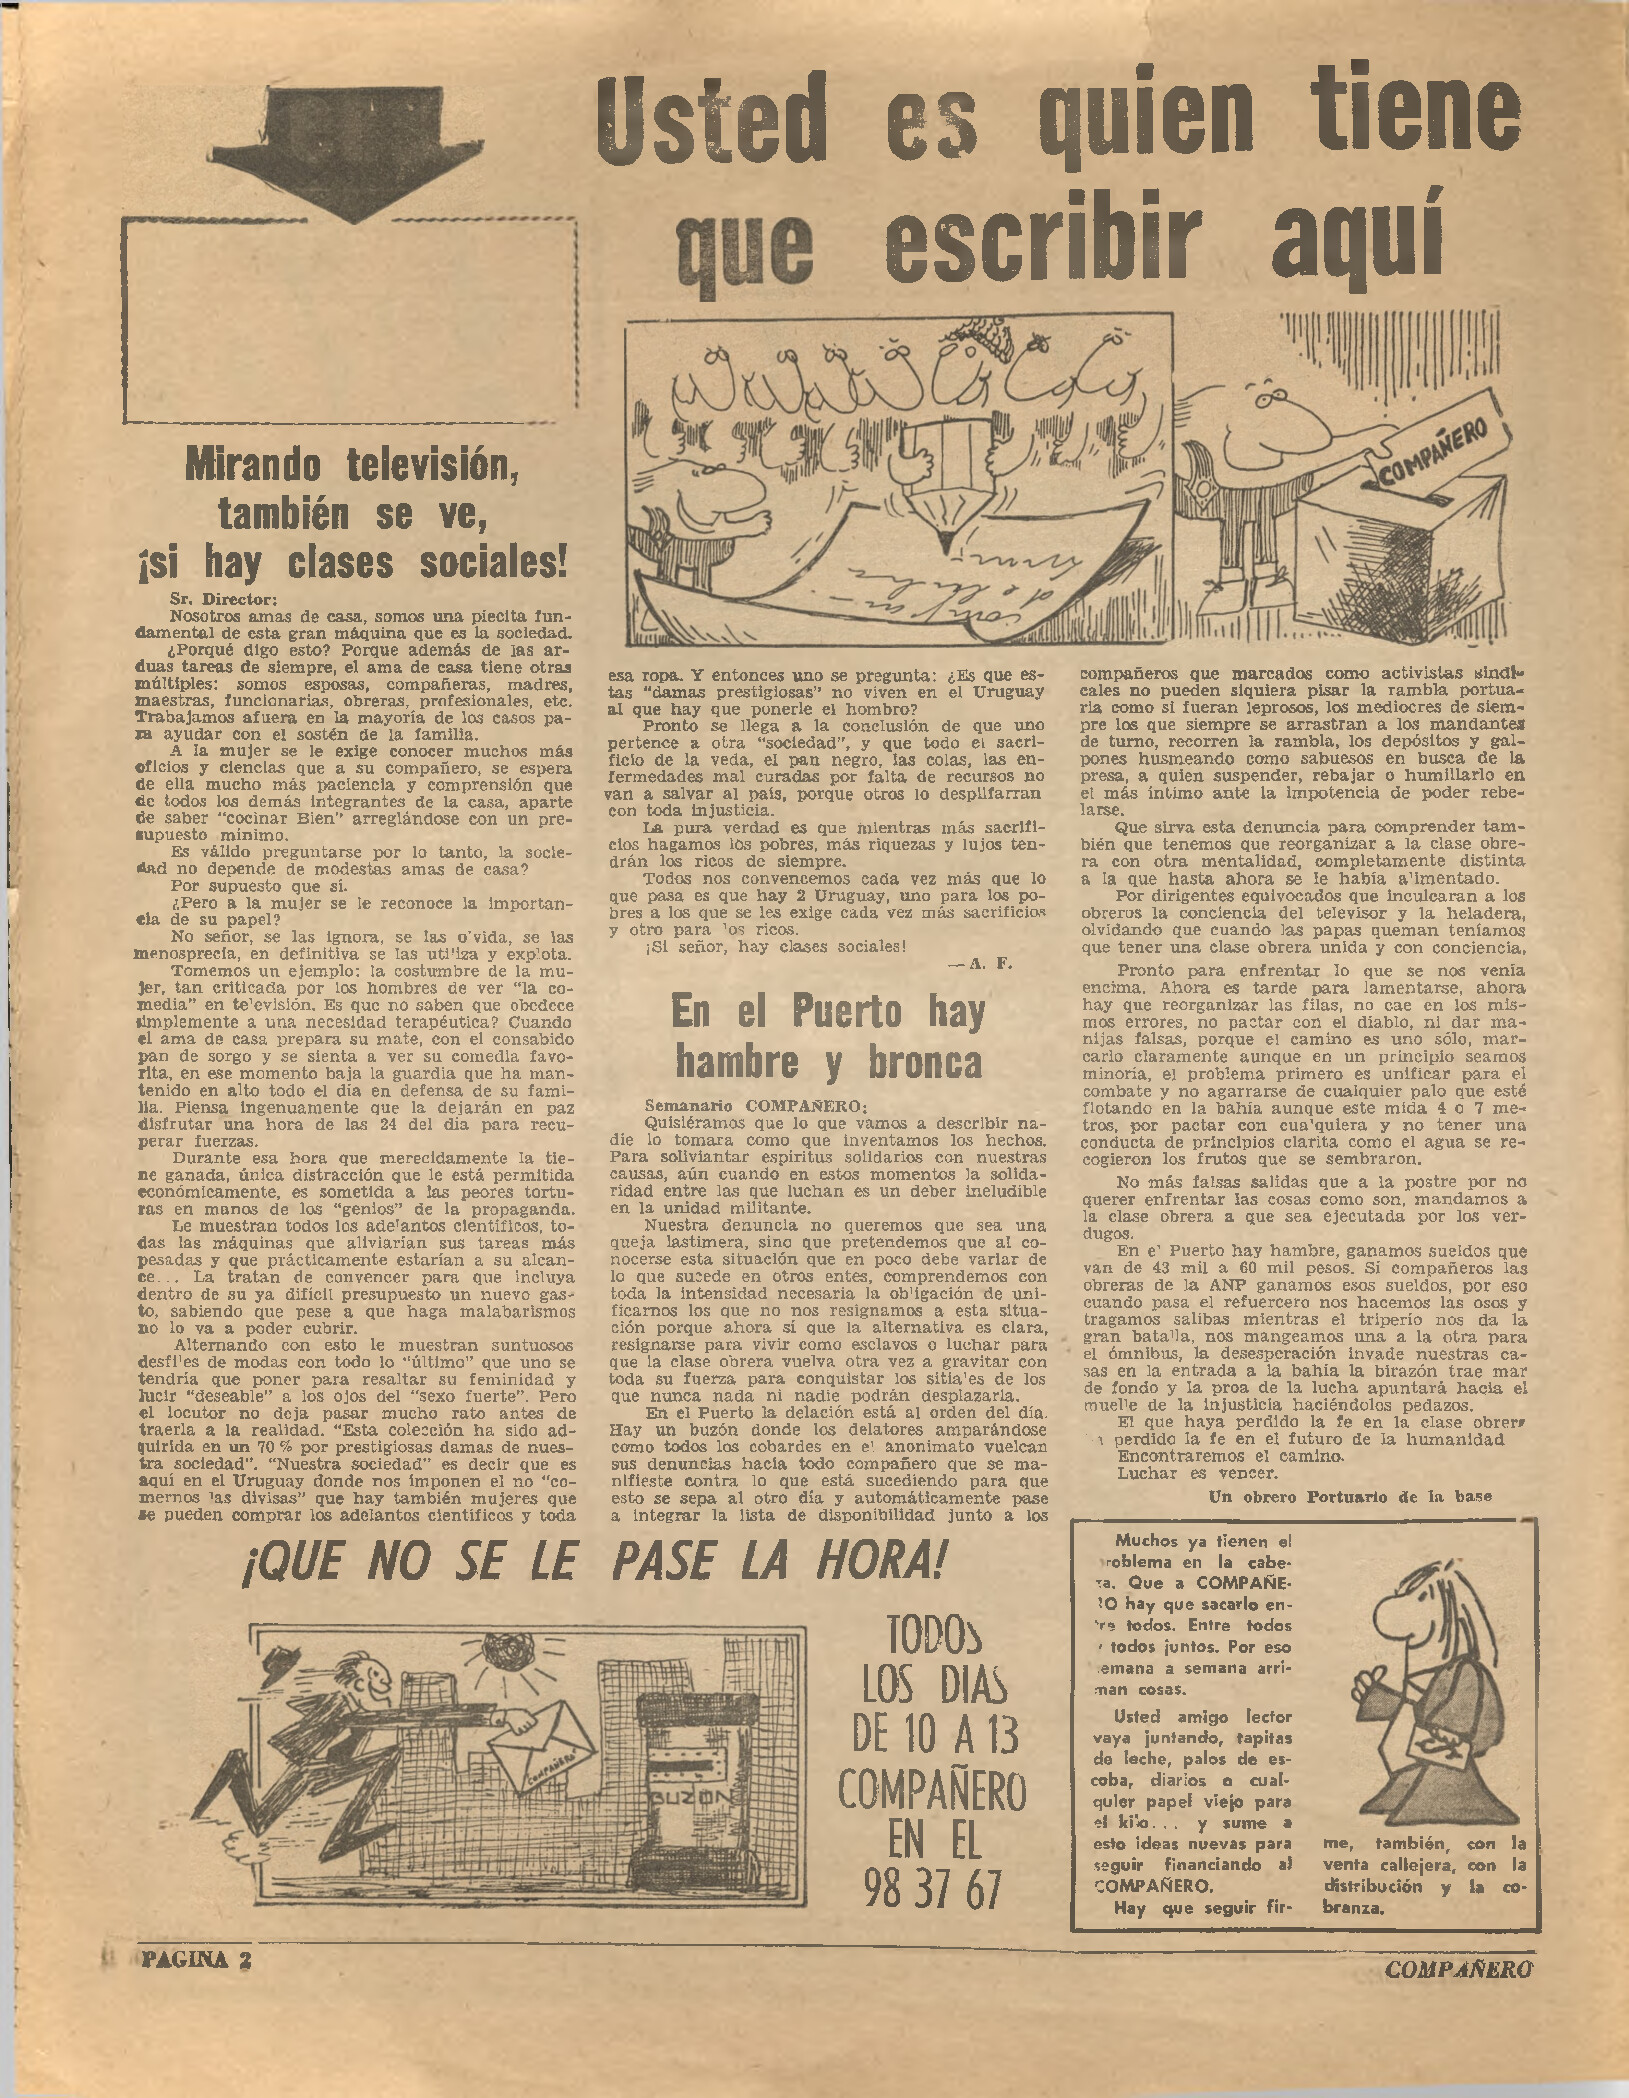 Usted es quien tiene
que escribir aquí
COMPAÑERO
Mirando televisión,
también se ve,
¡si hay clases sociales!
Sr. Director:
Nosotros amas de casa, somos una piecita fun-
damental de esta gran máquina que es la sociedad.
¿Porqué digo esto? Porque además de las ar-
duas tareas de siempre, el ama de casa tiene otras
múltiples: somos esposas, compañeras, madres,
maestras, funcionarias, obreras, profesionales, etc.
Trabajamos afuera en la mayoría de los casos pa-
ra ayudar con el sostén de la familia.
A la mujer se le exige conocer muchos más
oficios y ciencias que a su compañero, se espera
de ella mucho más paciencia y comprensión que
de todos los demás integrantes de la casa, aparte
de saber "cocinar Bien" arreglándose con un pre-
supuesto mínimo.
Es válido preguntarse por lo tanto, la socie-
dad no depende de modestas amas de casa?
Por supuesto que sí.
¿Pero a la mujer se le reconoce la importan-
cia de su papel?
No señor, se las ignora, se las o'vida, se las
menosprecia, en definitiva se las uti'iza y exp'ota.
Tomemos un ejemplo: la costumbre de la mu-
jer, tan criticada por los hombres de ver "la co-
media" en te'evisión. Es que no saben que obedece
simplemente a una necesidad terapéutica? Cuando
el ama de casa prepara su mate, con el consabido
pan de sorgo y se sienta a ver su comedia favo-
rita, en ese momento baja la guardia que ha man-
tenido en alto todo el día en defensa de su fami-
lia. Piensa ingenuamente que la dejarán en paz
disfrutar una hora de las 24 del día para recu-
perar fuerzas.
Durante esa hora que merecidamente la tie-
ne ganada, única distracción que le está permitida
económicamente, es sometida a las peores tortu-
ras en manos de los "genios" de la propaganda.
Le muestran todos los ade'antos científicos, to-
das las máquinas que aliviarían sus tareas más
pesadas y que prácticamente estarían a su alcan-
ce... La tratan de convencer para que incluya
dentro de su ya difícil presupuesto un nuevo gas-
to, sabiendo que pese a que haga malabarismos
no lo va a poder cubrir.
Alternando con esto le muestran suntuosos
desfi'es de modas con todo lo "último" que uno se
tendría que poner para resaltar su feminidad y
lucir "deseable" a los ojos del "sexo fuerte". Pero
el locutor no deja pasar mucho rato antes de
traerla a la realidad. "Esta colección ha sido ad-
quirida en un 70 % por prestigiosas damas de nues-
tra sociedad". "Nuestra sociedad" es decir que es
aquí en el Uruguay donde nos imponen el no "co-
mernos 'as divisas" que hay también mujeres que
se pueden comprar los adelantos científicos y toda
esa ropa. Y entonces uno se pregunta: ¿Es que es-
tas "damas prestigiosas" no viven en el Uruguay
al que hay que ponerle el hombro?
Pronto se llega a la conclusión de que uno
pertence a otra "sociedad", y que todo el sacri-
ficio de la veda, el pan negro, las colas, las en-
fermedades mal curadas por falta de recursos no
van a salvar al país, porque otros lo despilfarran
con toda injusticia.
La pura verdad es que mientras más sacrifi-
cios hagamos los pobres, más riquezas y lujos ten-
drán los ricos de siempre.
Todos nos convencemos cada vez más que lo
que pasa es que hay 2 Uruguay, uno para los po-
bres a los que se les exige cada vez más sacrificios
y otro para 'os ricos.
¡Sí señor, hay clases sociales!
— A. F.
En el Puerto hay
hambre y bronca
Semanario COMPAÑERO:
Quisiéramos que lo que vamos a describir na-
die lo tomara como que inventamos los hechos.
Para soliviantar espíritus solidarios con nuestras
causas, aún cuando en estos momentos la solida-
ridad entre las que luchan es un deber ineludible
en la unidad militante.
Nuestra denuncia no queremos que sea una
queja lastimera, sino que pretendemos que al co-
nocerse esta situación que en poco debe variar de
lo que sucede en otros entes, comprendemos con
toda la intensidad necesaria la ob'igación de uni-
ficarnos los que no nos resignamos a esta situa-
ción porque ahora sí que la alternativa es clara,
resignarse para vivir como esclavos o luchar para
que la clase obrera vuelva otra vez a gravitar con
toda su fuerza para conquistar los sitia'es de los
que nunca nada ni nadie podrán desplazarla.
En el Puerto la delación está al orden del día.
Hay un buzón donde los delatores amparándose
como todos los cobardes en e' anonimato vuelcan
sus denuncias hacia todo compañero que se ma-
nifieste contra lo que está sucediendo para que
esto se sepa al otro día y automáticamente pase
a integrar la lista de disponibilidad junto a los
compañeros que marcados como activistas sindi-
cales no pueden siquiera pisar la rambla portua-
ria como si fueran leprosos, los mediocres de siem-
pre los que siempre se arrastran a los mandantes
de turno, recorren la rambla, los depósitos y gal-
pones husmeando como sabuesos en busca de la
presa, a quien suspender, rebajar o humillarlo en
el más íntimo ante la impotencia de poder rebe-
larse.
Que sirva esta denuncia para comprender tam-
bién que tenemos que reorganizar a la clase obre-
ra con otra mentalidad, completamente distinta
a la que hasta ahora se le había a'imentado.
Por dirigentes equivocados que inculcaran a los
obreros la conciencia del televisor y la heladera,
olvidando que cuando las papas queman teníamos
que tener una clase obrera unida y con conciencia.
Pronto para enfrentar lo que se nos venía
encima. Ahora es tarde para lamentarse, ahora
hay que reorganizar las filas, no cae en los mis-
mos errores, no pactar con el diablo, ni dar ma-
nijas falsas, porque el camino es uno sólo, mar-
carlo claramente aunque en un principio seamos
minoría, el problema primero es unificar para el
combate y no agarrarse de cualquier palo que esté
flotando en la bahía aunque este mida 4 o 7 me-
tros, por pactar con cua'quiera y no tener una
conducta de principios clarita como el agua se re-
cogieron los frutos que se sembraron.
No más falsas salidas que a la postre por no
querer enfrentar las cosas como son, mandamos a
la clase obrera a que sea ejecutada por los ver-
dugos.
En e' Puerto hay hambre, ganamos sueldos que
van de 43 mil a 60 mil pesos. Si compañeros las
obreras de la ANP ganamos esos sueldos, por eso
cuando pasa el refuercero nos hacemos las osos y
tragamos salibas mientras el triperío nos da la
gran bata'la, nos mangeamos una a la otra para
el ómnibus, la desesperación invade nuestras ca-
sas en la entrada a la bahía la birazón trae mar
de fondo y la proa de la lucha apuntará hacia el
muel'e de la injusticia haciéndolos pedazos.
El que haya perdido la fe en la clase obrera
perdido la fe en el futuro de la humanidad
Encontraremos el camino.
Luchar es vencer.
Un obrero Portuario de la base
¡QUE NO SE LE PASE LA HORA!
COMPAÑERO
BUZON
TODOS
LOS DIAS
DE 10 A 13
COMPAÑERO
EN EL
98 37 67
Muchos ya tienen el
roblema en la cabe-
za. Que a COMPAÑE-
RO hay que sacarlo en-
tre todos. Entre todos
y todos juntos. Por eso
emana a semana arri-
man cosas.
Usted amigo lector
vaya juntando, tapitas
de leche, palos de es-
coba, diarios o cual-
quier papel viejo para
el kilo... y sume a
esto ideas nuevas para
seguir financiando al
COMPAÑERO.
Hay que seguir fir-
me, también, con la
venta callejera, con la
distribución y la co-
branza.
PAGINA 2
COMPAÑERO